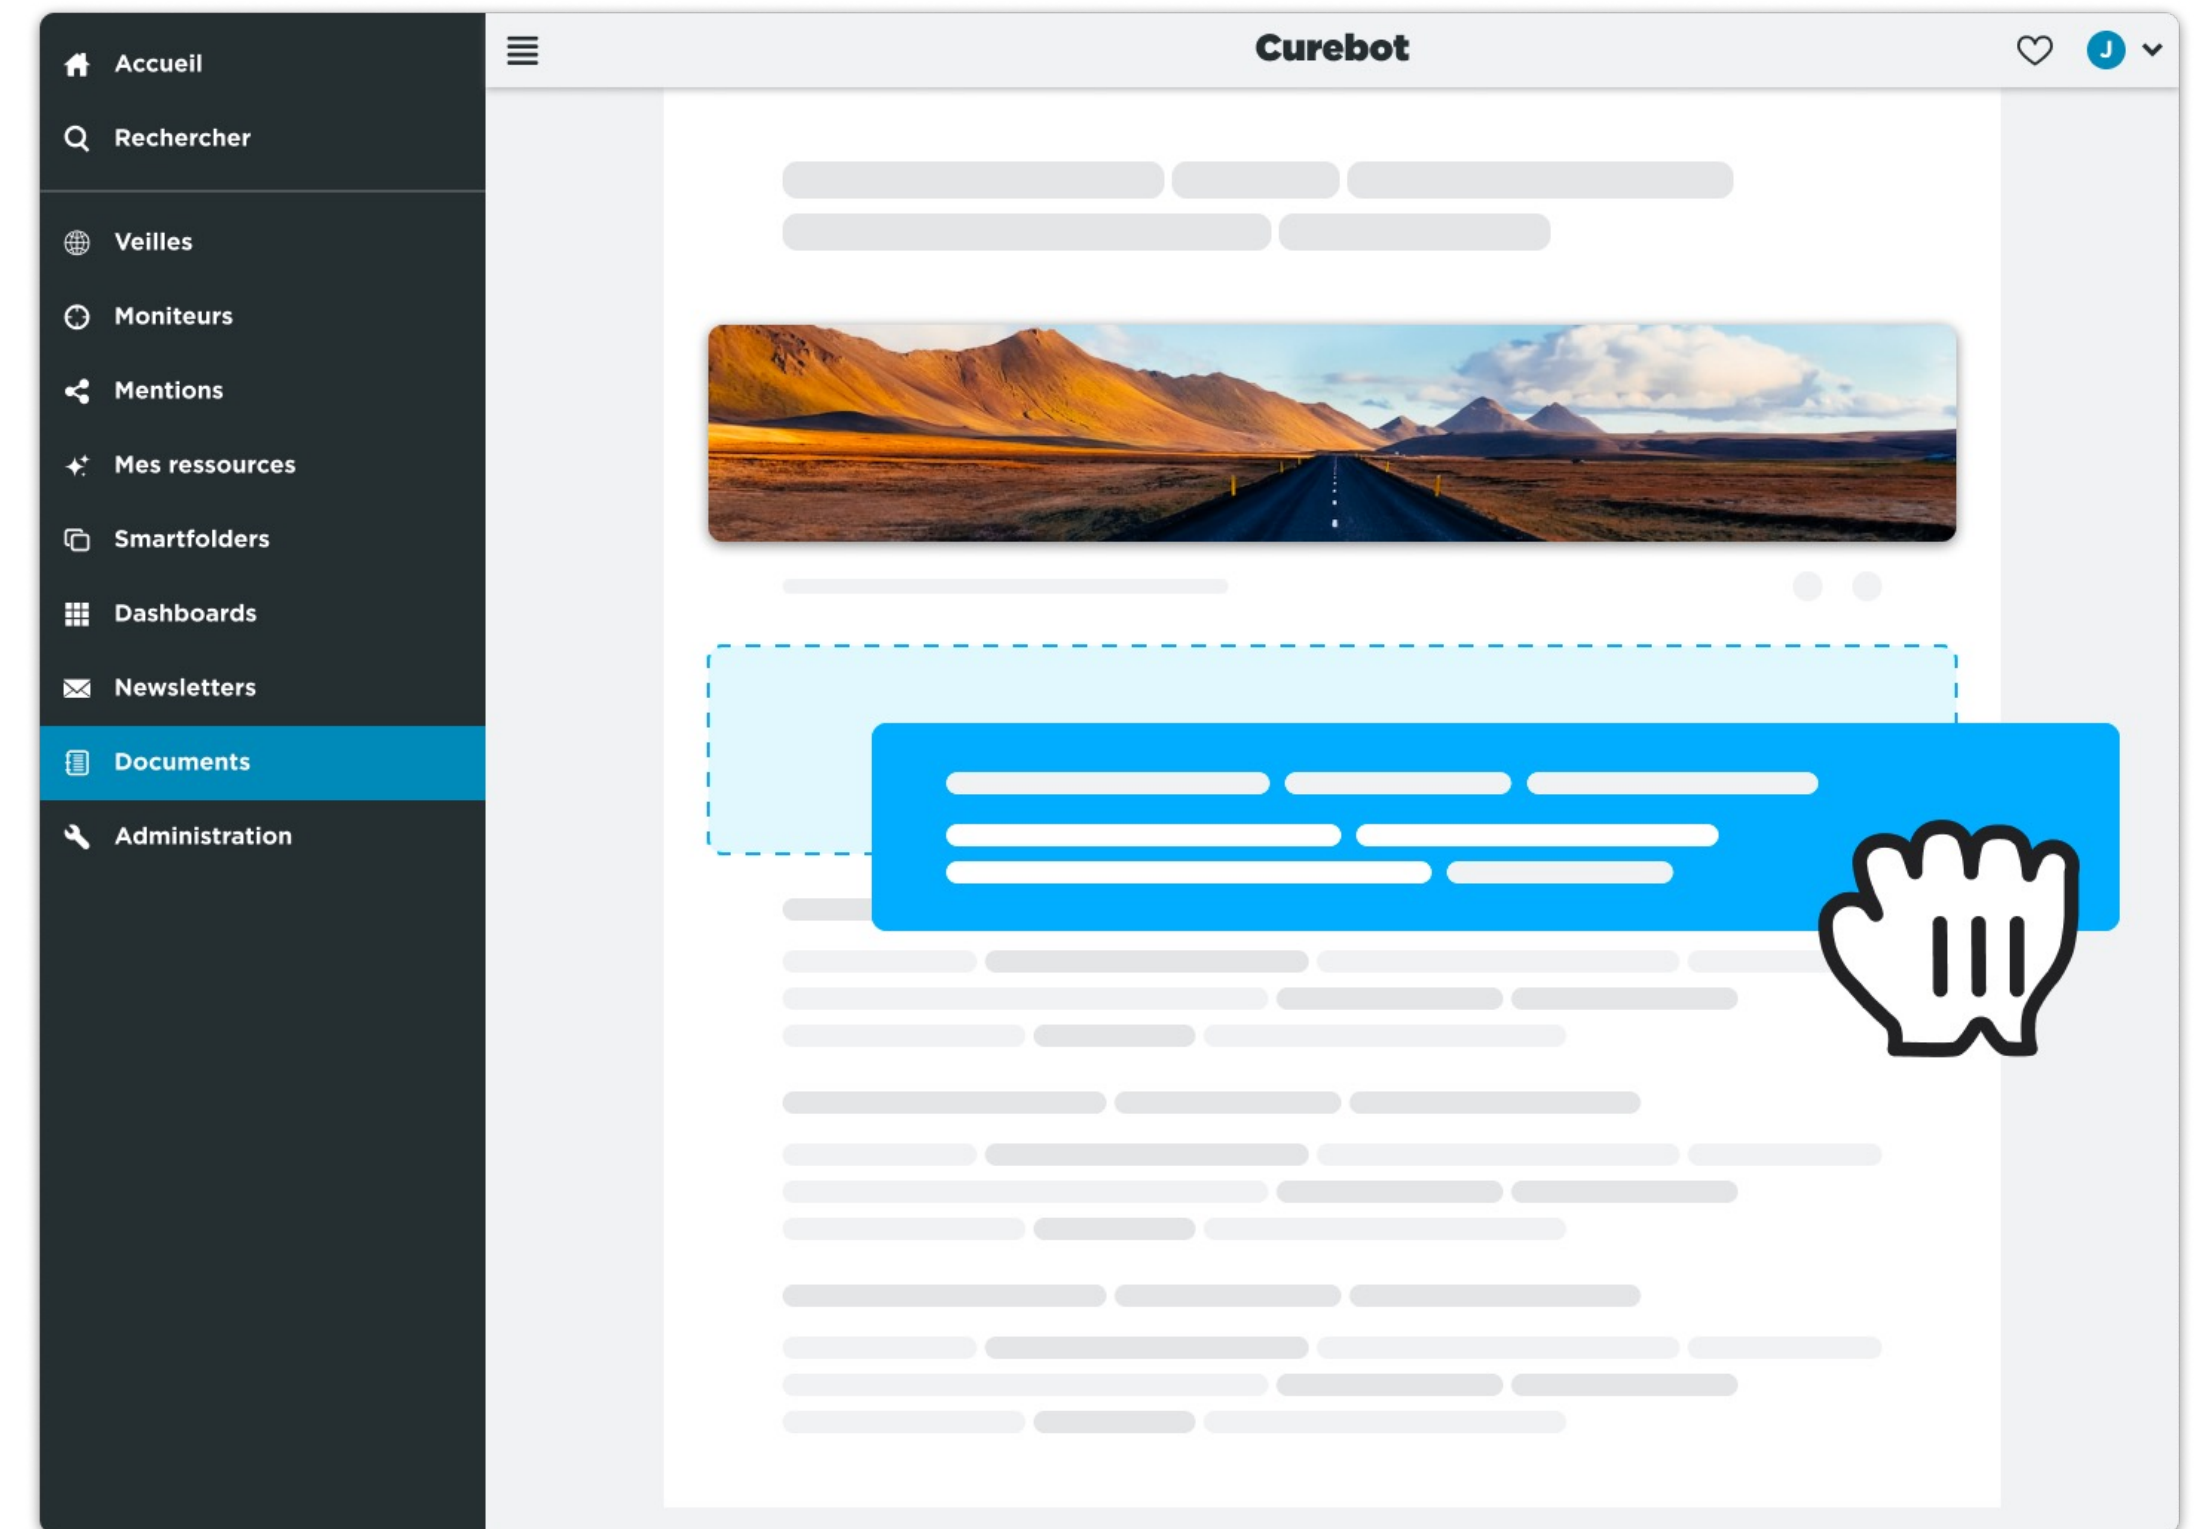 Accueil
Rechercher
Veilles
Moniteurs
Mentions
Mes ressources
Smartfolders
Dashboards
Newsletters
Documents
Administration
Curebot
J